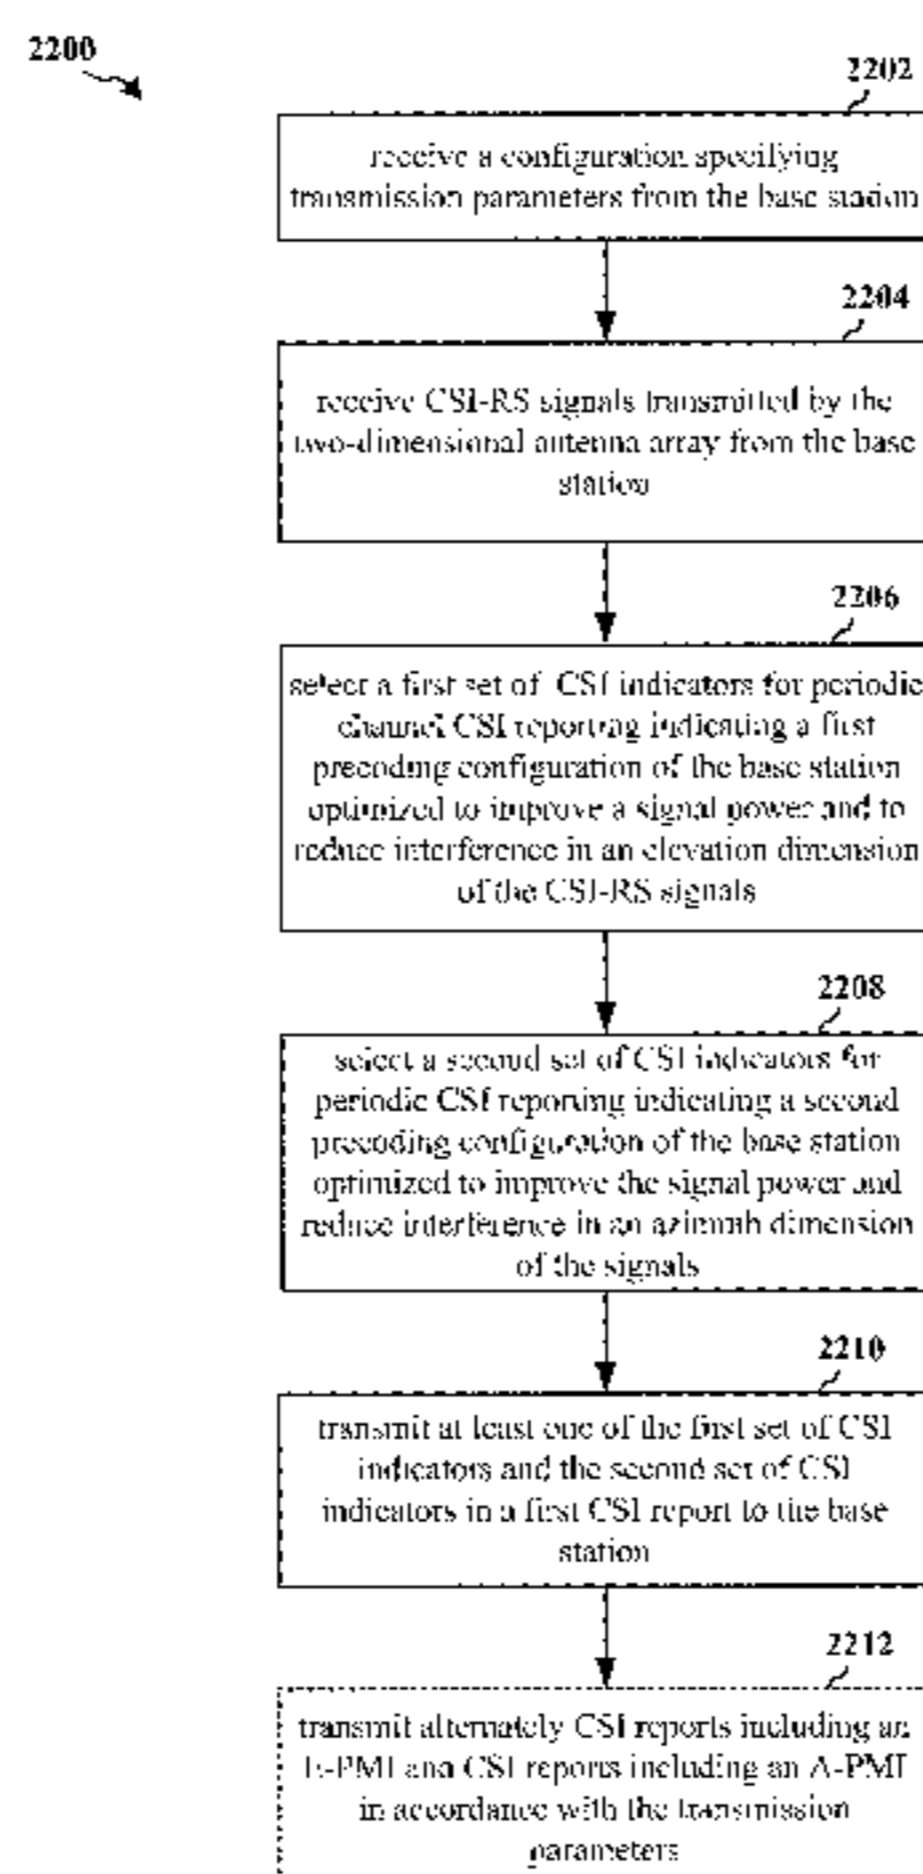 2200
2202
receive a configuration specifying
transmission parameters from the base station
2204
receive CSI-RS signals transmitted by the
two-dimensional antenna array from the base
station
2206
select a first set of CSI indicators for periodic
channel CSI reporting indicating a first
precoding configuration of the base station
optimized to improve a signal power and to
reduce interference in an elevation dimension
of the CSI-RS signals
2208
select a second set of CSI indicators for
periodic CSI reporting indicating a second
precoding configuration of the base station
optimized to improve the signal power and
reduce interference in an azimuth dimension
of the signals
2210
transmit at least one of the first set of CSI
indicators and the second set of CSI
indicators in a first CSI report to the base
station
2212
transmit alternately CSI reports including an
E-PMI and CSI reports including an A-PMI
in accordance with the transmission
parameters